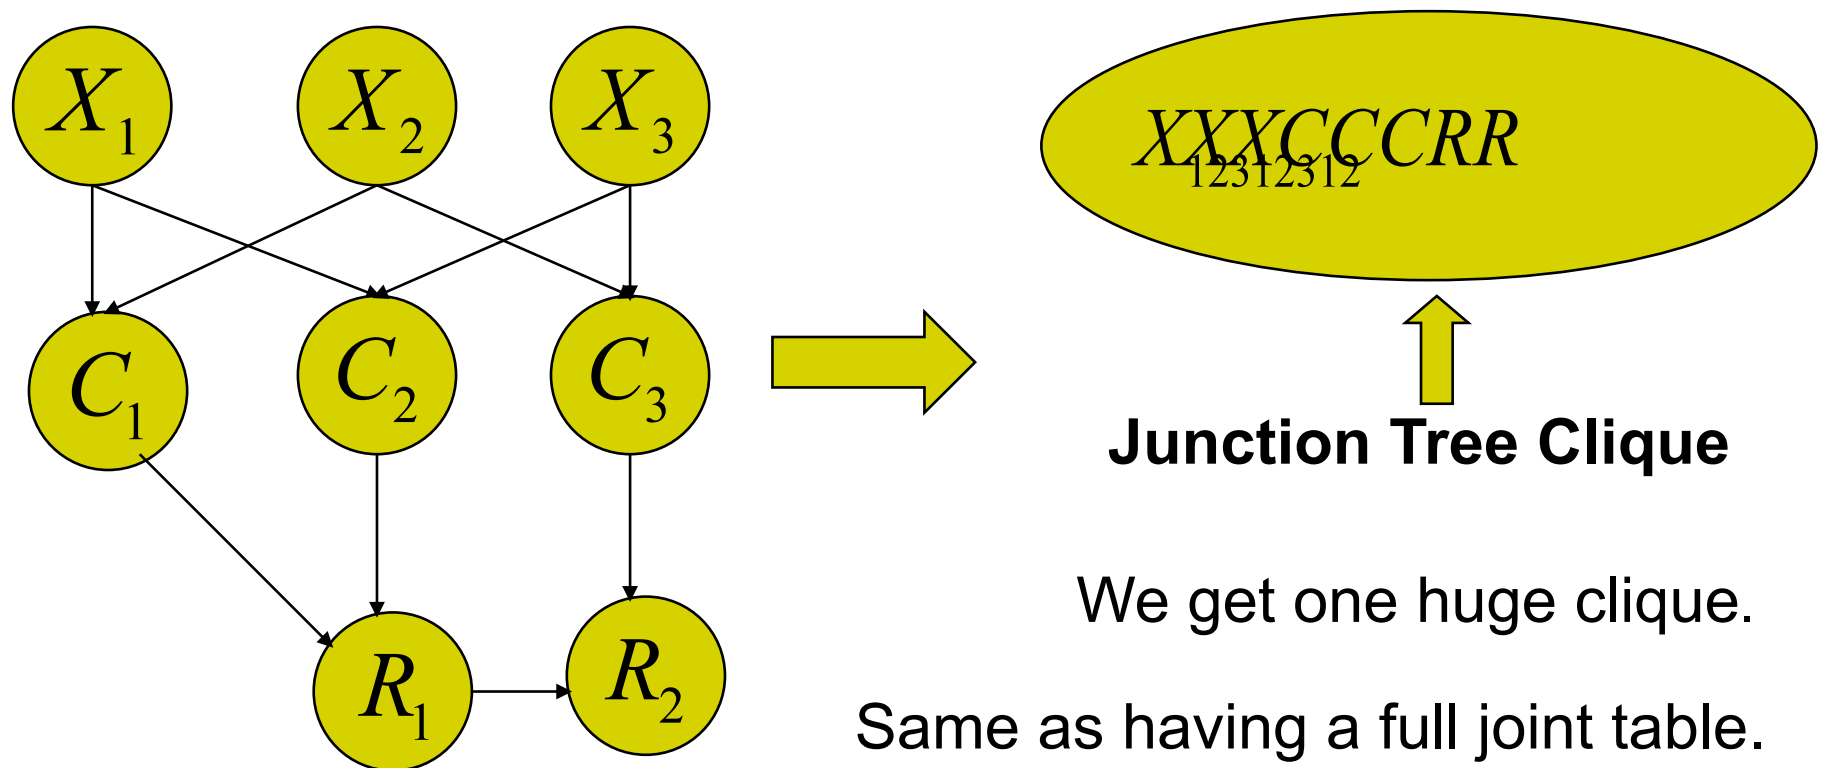 X1 X2 X3
XXXCCCRR
12312312
C1 C2 C3
Junction Tree Clique
We get one huge clique.
R1 R2
Same as having a full joint table.